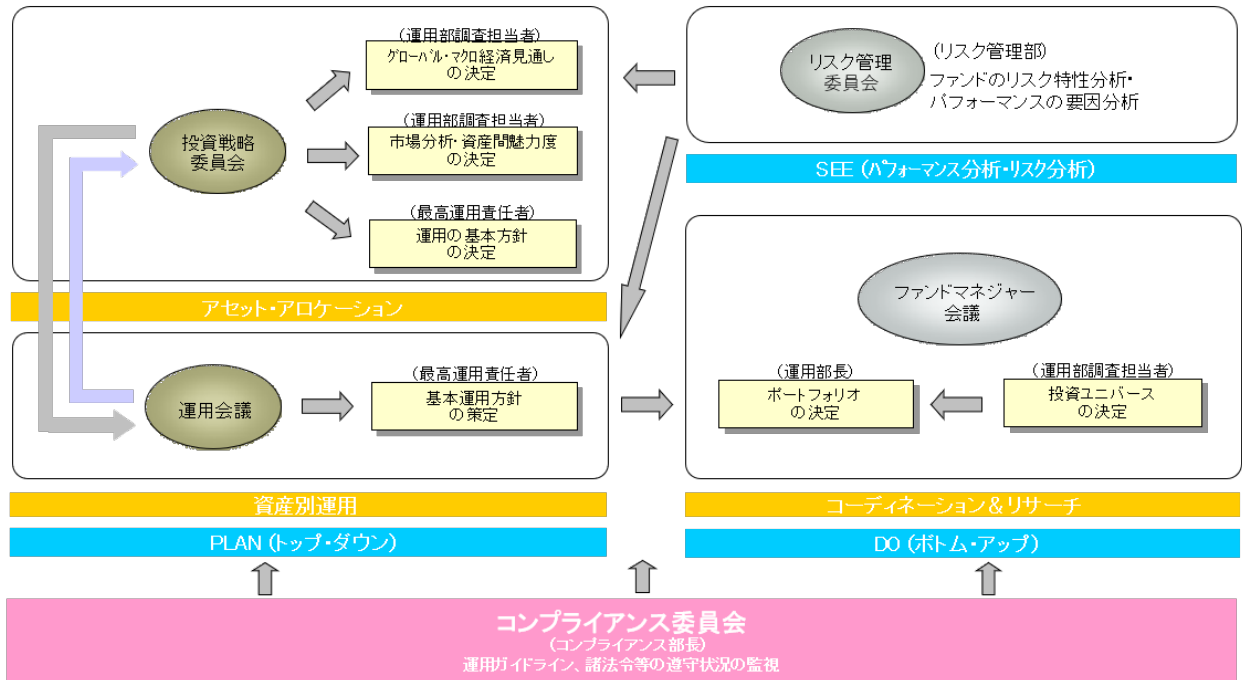 (運用部調査担当者)
グローバル・マクロ経済見通し
の決定
投資戦略
委員会
(運用部調査担当者)
市場分析・資産間魅力度
の決定
(最高運用責任者)
運用の基本方針
の決定
アセット・アロケーション
リスク管理
委員会
(リスク管理部)
ファンドのリスク特性分析・
パフォーマンスの要因分析
SEE (パフォーマンス分析・リスク分析)
運用会議
(最高運用責任者)
基本運用方針
の策定
資産別運用
PLAN (トップ・ダウン)
ファンドマネジャー
会議
(運用部長)
ポートフォリオ
の決定
(運用部調査担当者)
投資ユニバース
の決定
コーディネーション&リサーチ
DO (ボトム・アップ)
コンプライアンス委員会
(コンプライアンス部長)
運用ガイドライン、諸法令等の遵守状況の監視